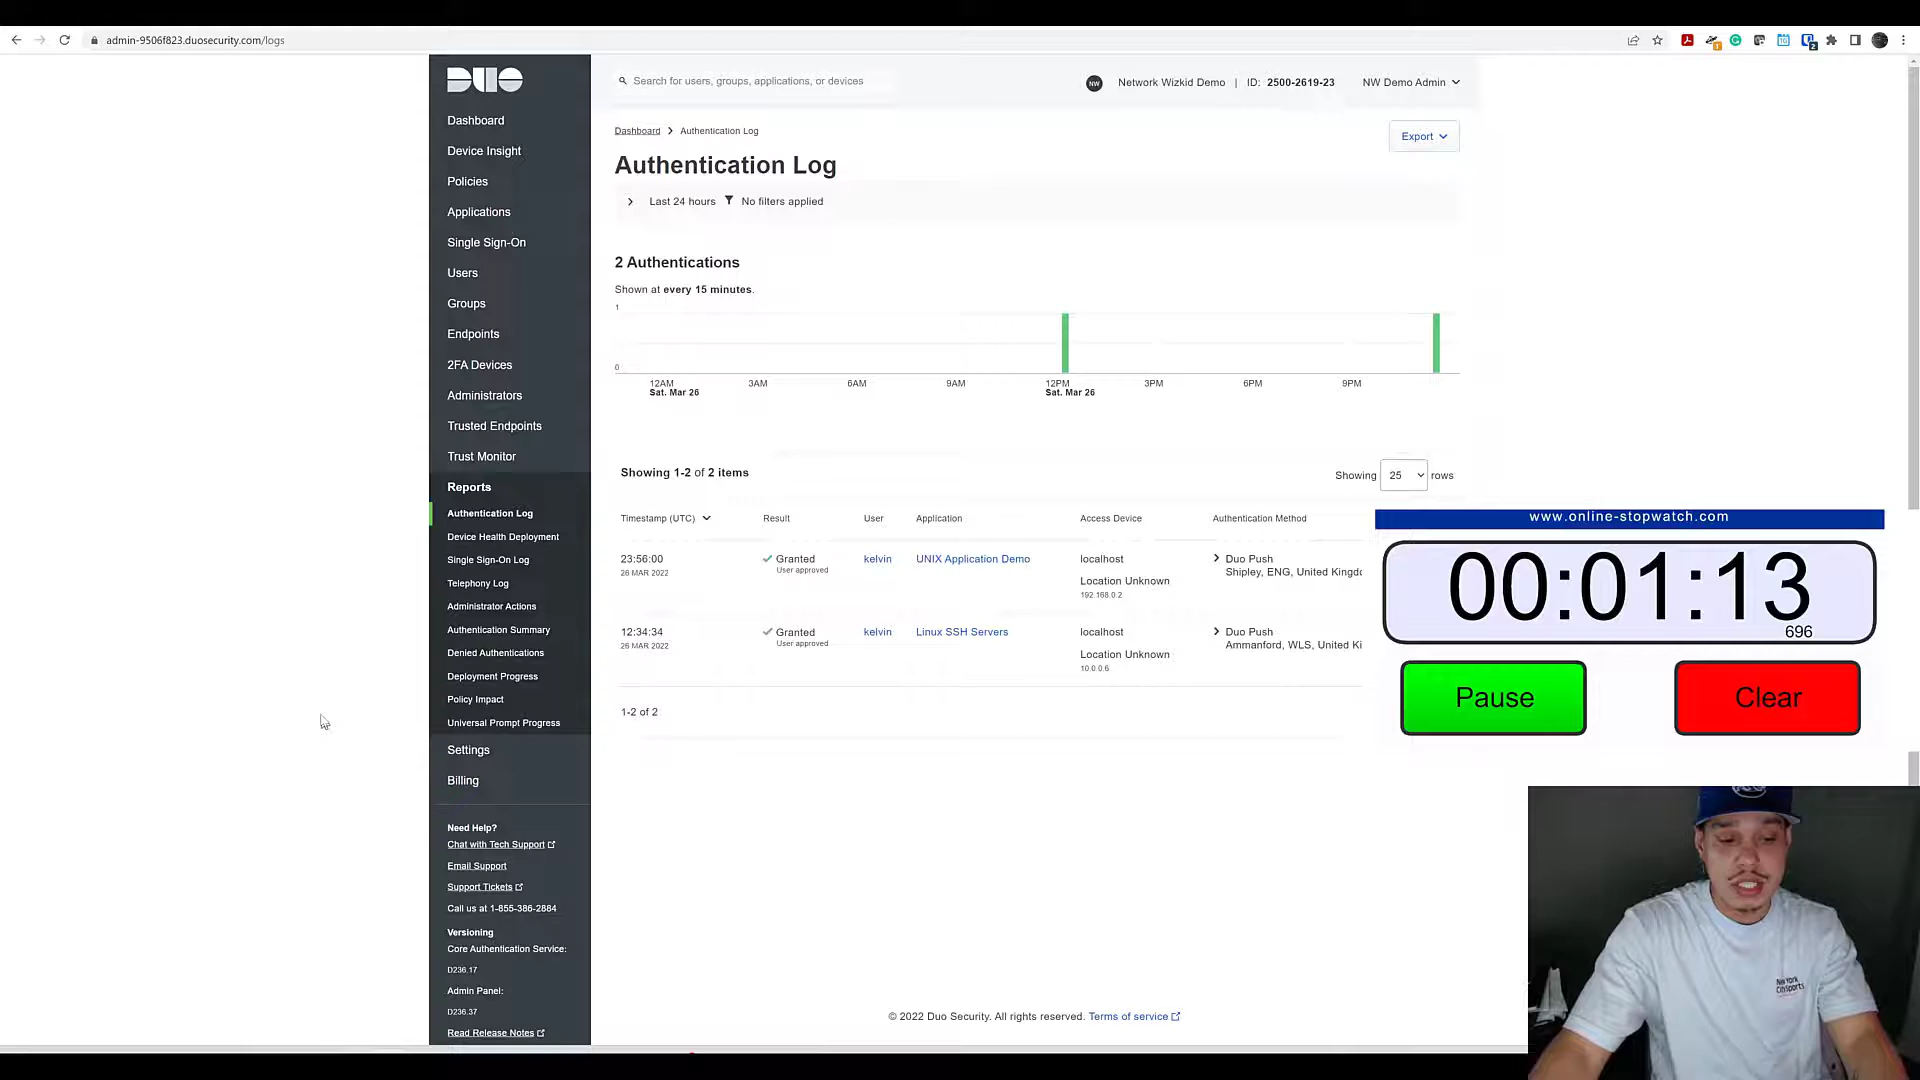 admin-9506f823.duosecurity.com/logs
DUO
Search for users, groups, applications, or devices
NW
Network Wizkid Demo | ID: 2500-2619-23
NW Demo Admin
Dashboard
Device Insight
Policies
Applications
Single Sign-On
Users
Groups
Endpoints
2FA Devices
Administrators
Trusted Endpoints
Trust Monitor
Reports
Authentication Log
Device Health Deployment
Single Sign-On Log
Telephony Log
Administrator Actions
Authentication Summary
Denied Authentications
Deployment Progress
Policy Impact
Universal Prompt Progress
Settings
Billing
Need Help?
Chat with Tech Support
Email Support
Support Tickets
Call us at 1-855-386-2884
Versioning
Core Authentication Service:
D236.17
Admin Panel:
D236.37
Read Release Notes
Dashboard > Authentication Log
Export
Authentication Log
Last 24 hours No filters applied
2 Authentications
Shown at every 15 minutes.
1
0
12AM 3AM 6AM 9AM 12PM 3PM 6PM 9PM
Sat. Mar 26 Sat. Mar 26
Showing 1-2 of 2 items
Showing 25 rows
Timestamp (UTC) Result User Application Access Device Authentication Method
23:56:00 Granted kelvin UNIX Application Demo localhost Duo Push
26 MAR 2022 User approved Location Unknown Shipley, ENG, United Kingdo
192.168.0.2
12:34:34 Granted kelvin Linux SSH Servers localhost Duo Push
26 MAR 2022 User approved Location Unknown Ammanford, WLS, United Ki
10.0.0.6
1-2 of 2
www.online-stopwatch.com
00:01:13
696
Pause
Clear
New York
City Sports
© 2022 Duo Security. All rights reserved. Terms of service